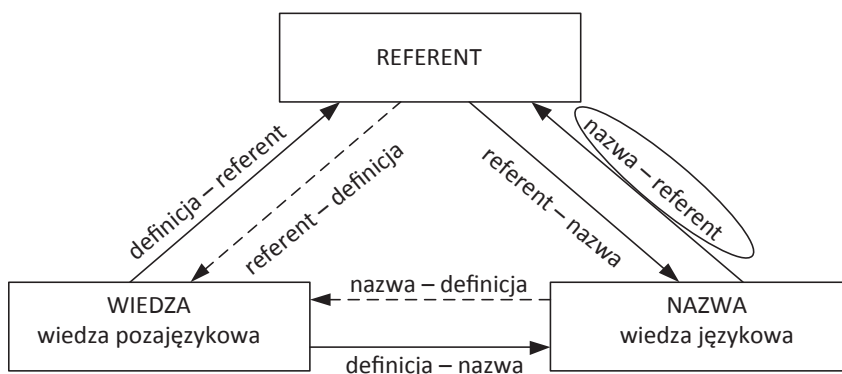 REFERENT
definicja – referent
referent – definicja
referent – nazwa
nazwa – referent
nazwa – definicja
WIEDZA
wiedza pozajęzykowa
NAZWA
wiedza językowa
definicja – nazwa